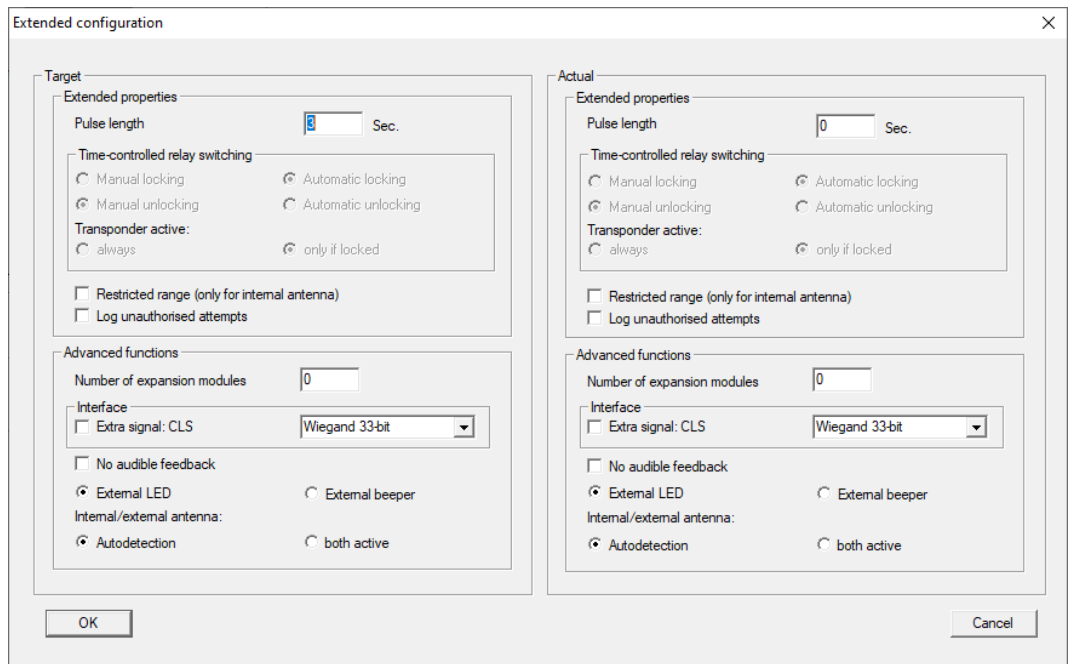 Extended configuration
Target
Extended properties
Pulse length 3 Sec.
Time-controlled relay switching
Manual locking Automatic locking
Manual unlocking Automatic unlocking
Transponder active:
always only if locked
Restricted range (only for internal antenna)
Log unauthorised attempts
Advanced functions
Number of expansion modules 0
Interface
Extra signal: CLS Wiegand 33-bit
No audible feedback
External LED External beeper
Internal/external antenna:
Autodetection both active
Actual
Extended properties
Pulse length 0 Sec.
Time-controlled relay switching
Manual locking Automatic locking
Manual unlocking Automatic unlocking
Transponder active:
always only if locked
Restricted range (only for internal antenna)
Log unauthorised attempts
Advanced functions
Number of expansion modules 0
Interface
Extra signal: CLS Wiegand 33-bit
No audible feedback
External LED External beeper
Internal/external antenna:
Autodetection both active
OK Cancel